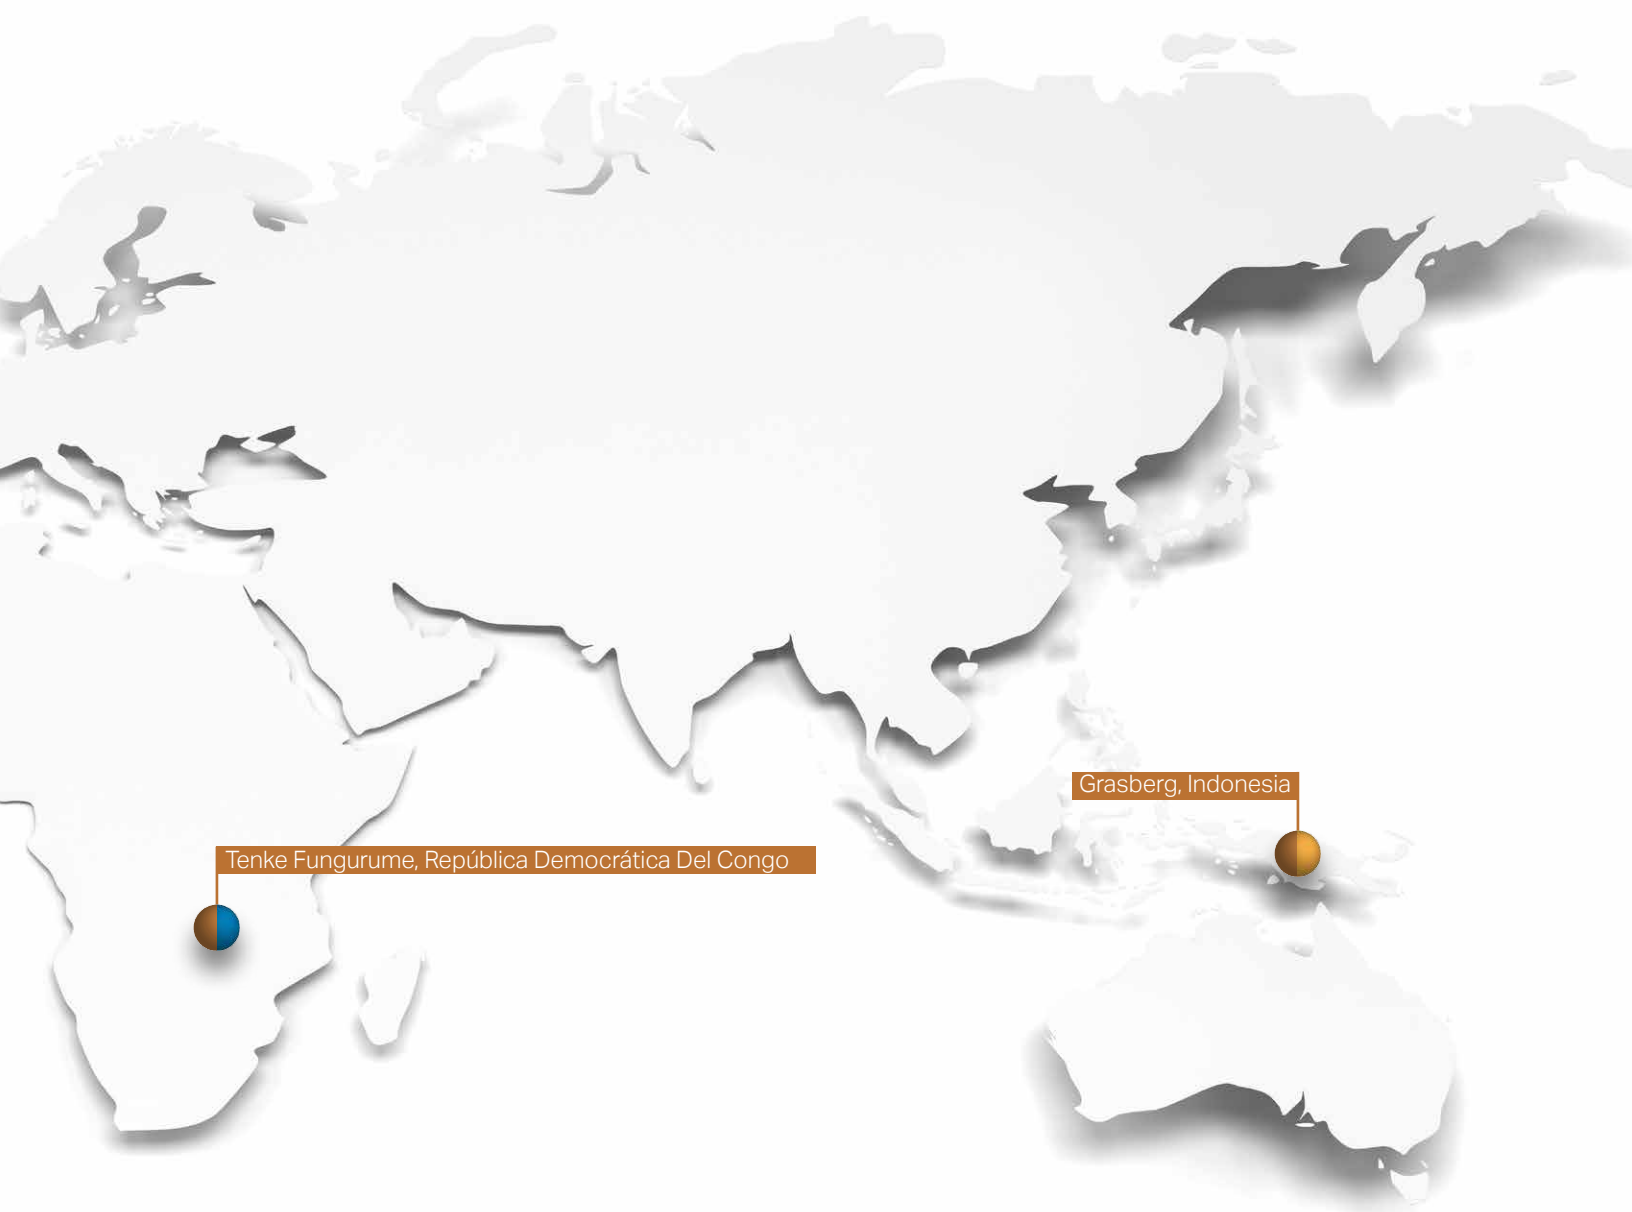 Grasberg, Indonesia
Tenke Fungurume, República Democrática Del Congo